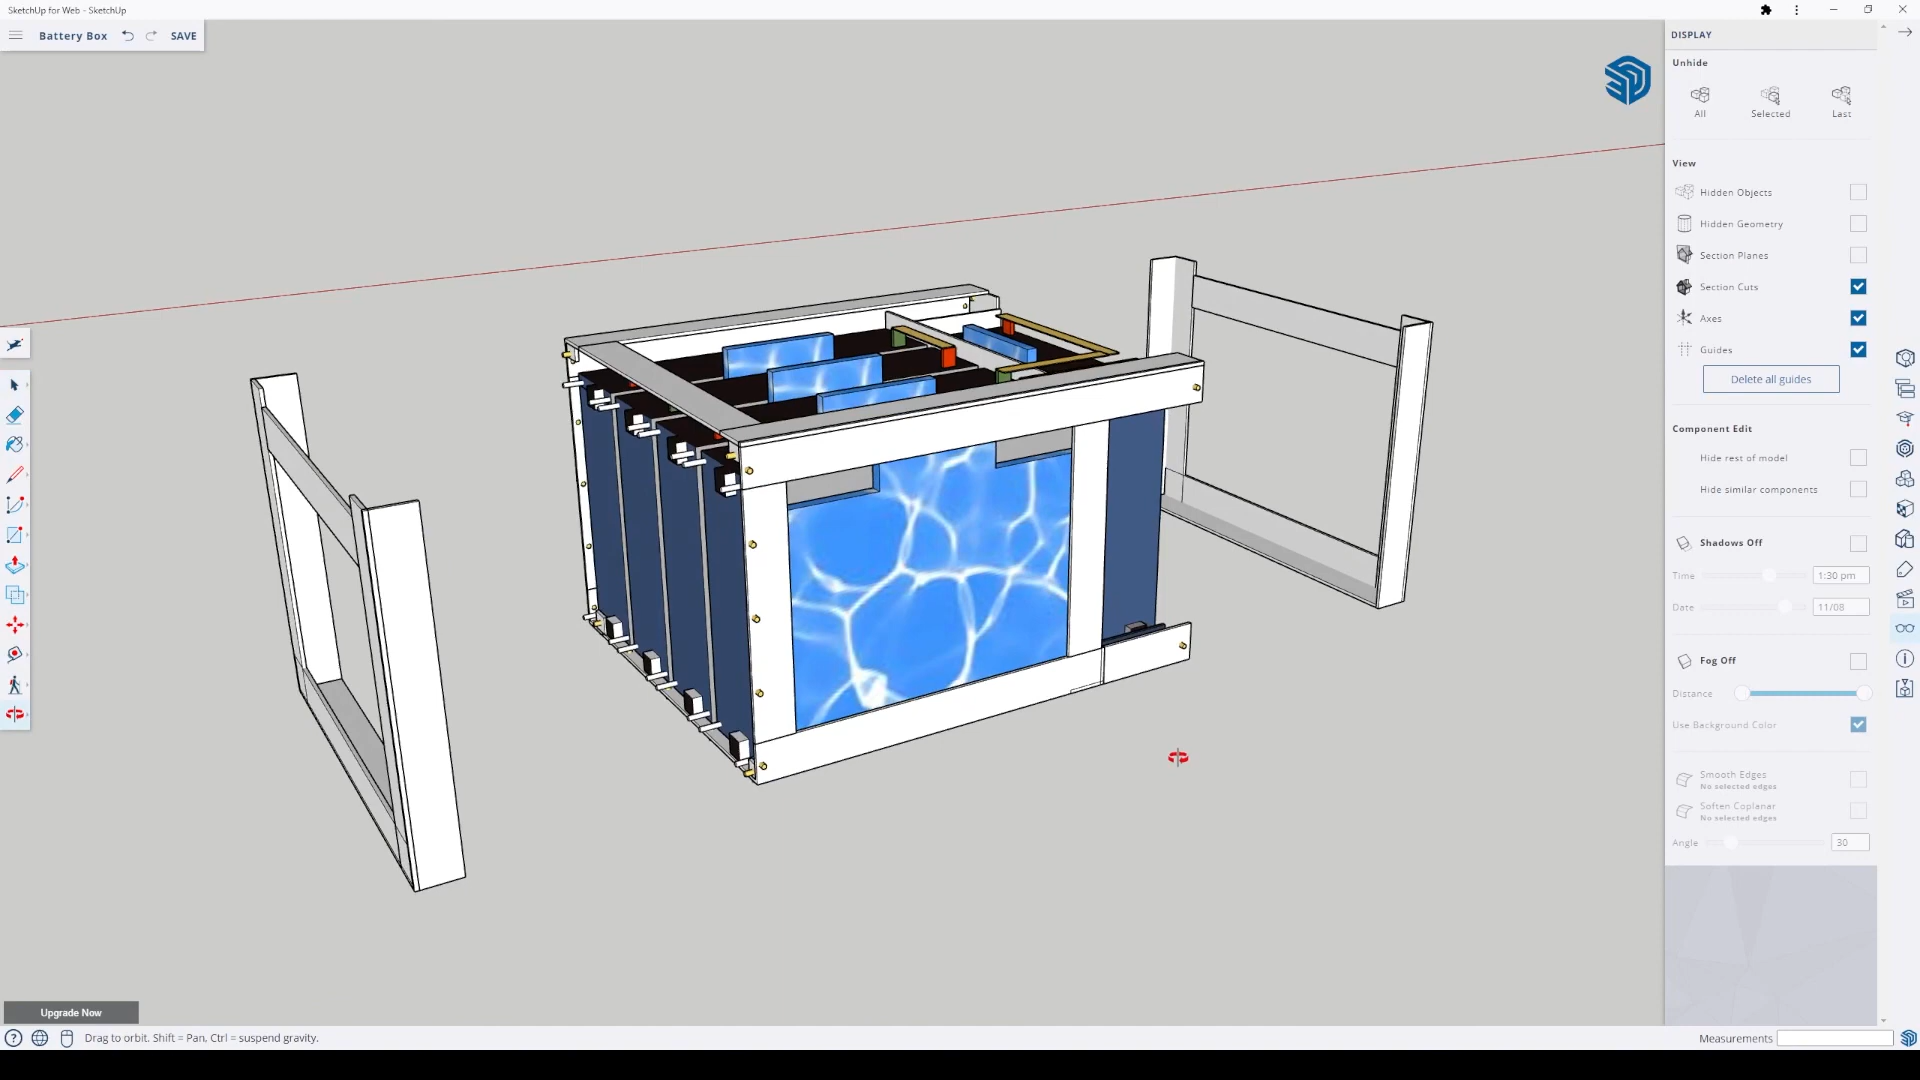 SketchUp for Web - SketchUp
Battery Box
SAVE
DISPLAY
Unhide
All
Selected
Last
View
Hidden Objects
Hidden Geometry
Section Planes
Section Cuts
Axes
Guides
Delete all guides
Component Edit
Hide rest of model
Hide similar components
Shadows Off
Time
1:30 pm
Date
11/08
Fog Off
Distance
Use Background Color
Smooth Edges
No selected edges
Soften Coplanar
No selected edges
Angle
30
Upgrade Now
Drag to orbit. Shift = Pan, Ctrl = suspend gravity.
Measurements